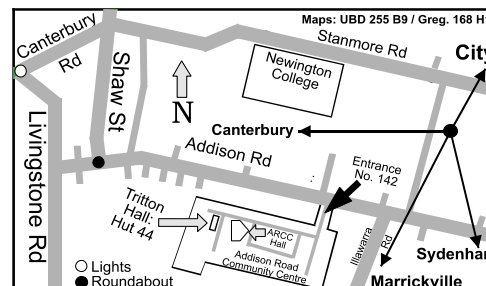 Maps: UBD 255 B9 / Greg. 168 H
Canterbury
Rd
Stanmore Rd
City
Shaw St
Newington
College
N
Canterbury
Livingstone Rd
Addison Rd
Entrance
No. 142
Tritton
Hall:
Hut 44
ARCC
Hall
Addison Road
Community Centre
Illawarra
Rd
Sydenha
Lights
Roundabout
Marrickville